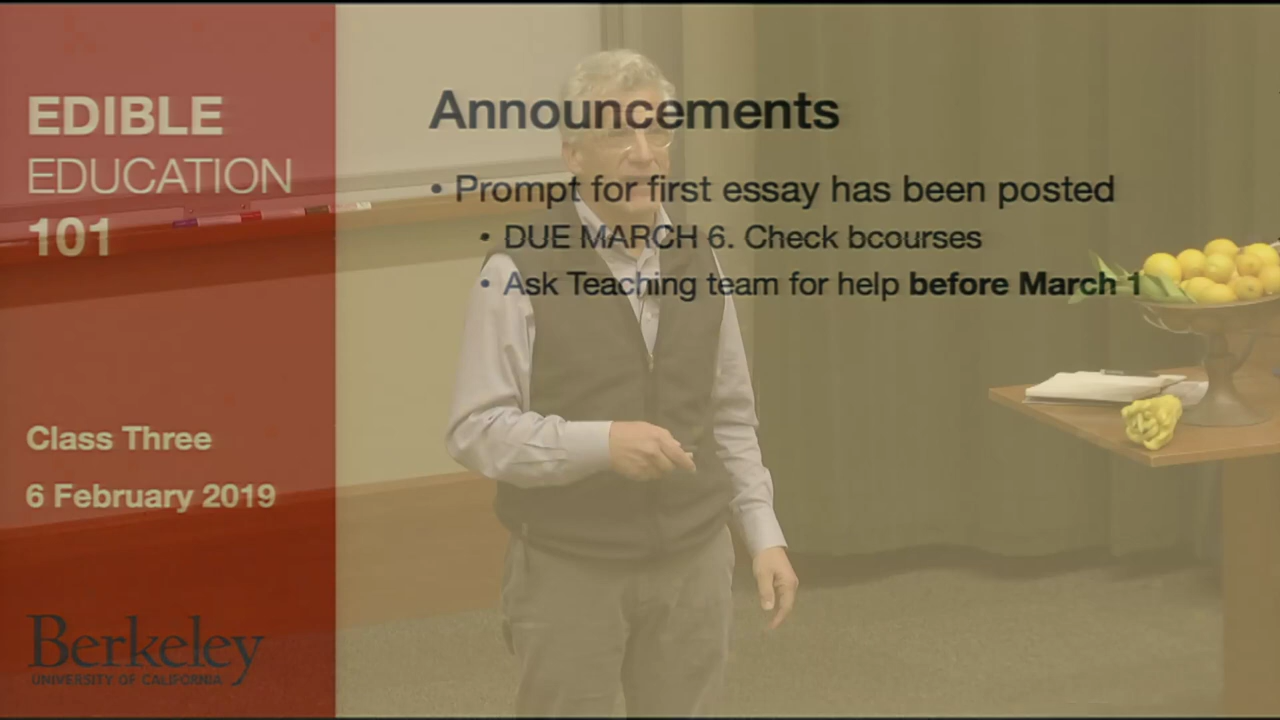 EDIBLE
EDUCATION
101
Class Three
6 February 2019
Berkeley
UNIVERSITY OF CALIFORNIA
Announcements
• Prompt for first essay has been posted
• DUE MARCH 6. Check bcourses
• Ask Teaching team for help before March 1